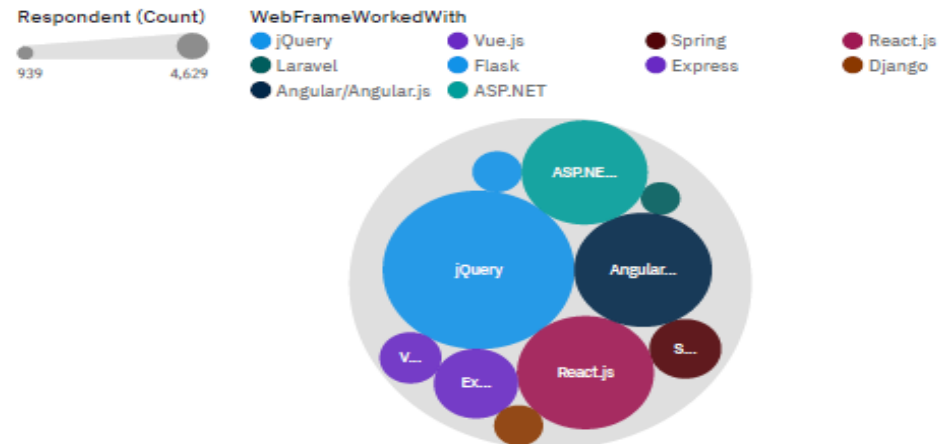 Respondent (Count) WebFrameWorkedWith
939 4,629
jQuery Vue.js Spring React.js
Laravel Flask Express Django
Angular/Angular.js ASP.NET
ASP.NE...
jQuery Angular...
V... S...
Ex... React.js